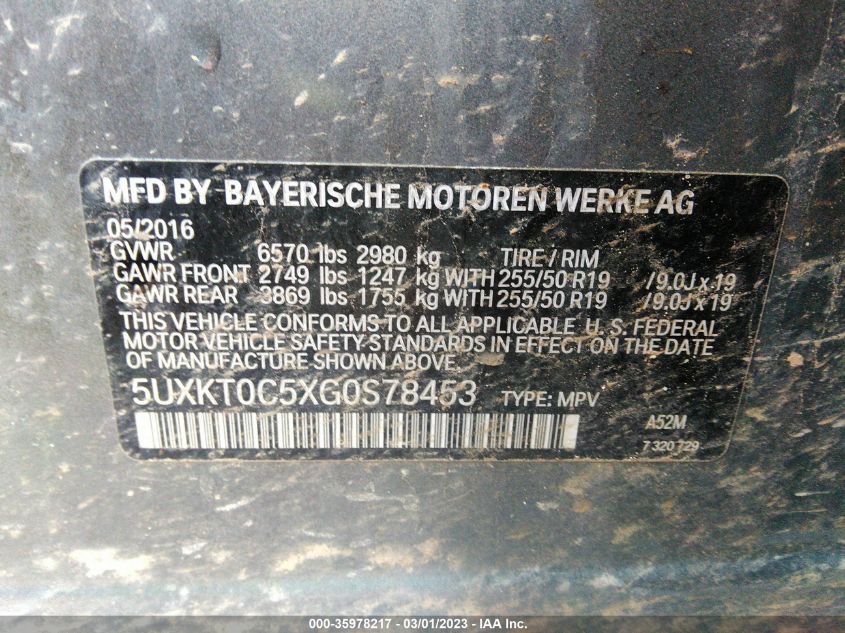 MFD BY BAYERISCHE MOTOREN WERKE AG
05/2016
GVWR 6570 lbs 2980 kg TIRE / RIM
GAWR FRONT 2749 lbs 1247 kg WITH 255/50 R19 /9.0J x 19
GAWR REAR 3869 lbs 1755 kg WITH 255/50 R19 /9.0J x 19
THIS VEHICLE CONFORMS TO ALL APPLICABLE U. S. FEDERAL
MOTOR VEHICLE SAFETY STANDARDS IN EFFECT ON THE DATE
OF MANUFACTURE SHOWN ABOVE.
5UXKT0C5XG0S78453 TYPE: MPV
A52M
7 320 729
000-35978217 - 03/01/2023 - IAA Inc.